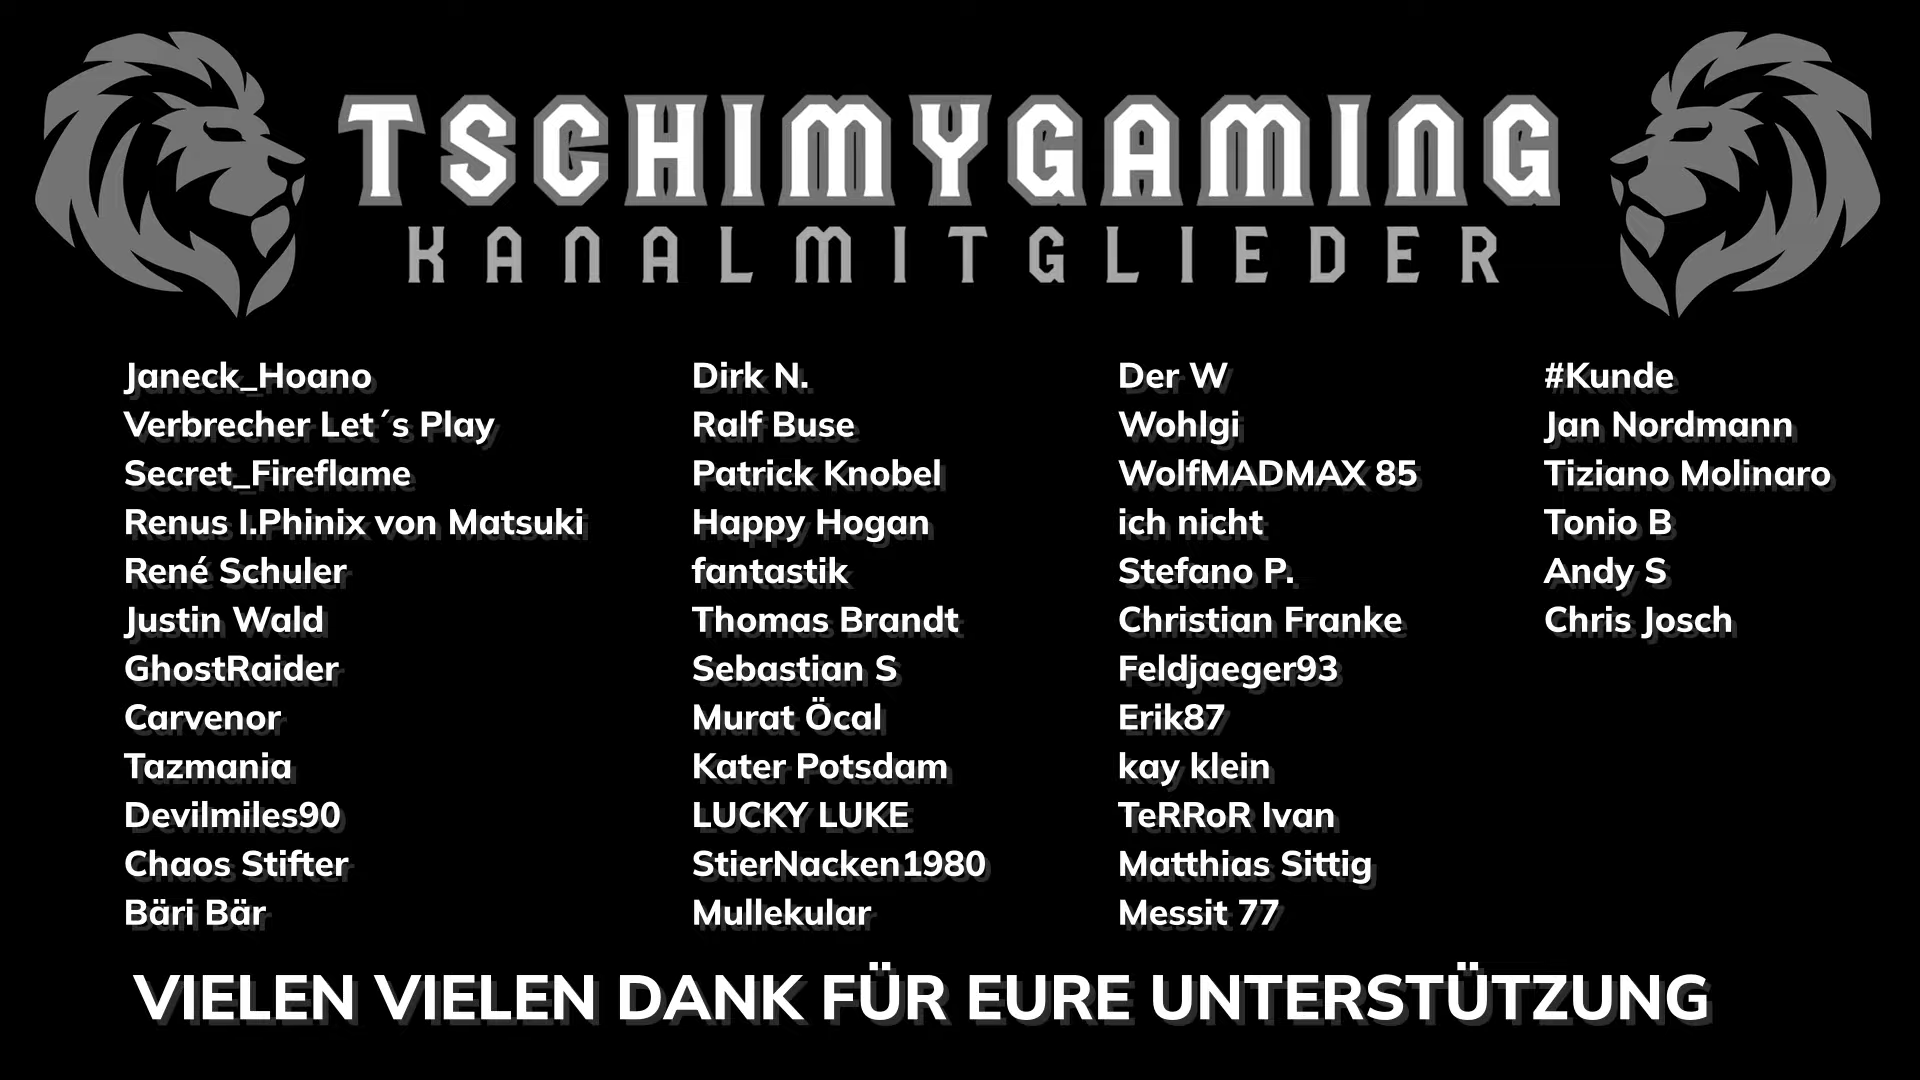 TSCHIMYGAMING
KANALMITGLIEDER
Janeck_Hoano
Verbrecher Let´s Play
Secret_Fireflame
Renus I.Phinix von Matsuki
René Schuler
Justin Wald
GhostRaider
Carvenor
Tazmania
Devilmiles90
Chaos Stifter
Bäri Bär
Dirk N.
Ralf Buse
Patrick Knobel
Happy Hogan
fantastik
Thomas Brandt
Sebastian S
Murat Öcal
Kater Potsdam
LUCKY LUKE
StierNacken1980
Mullekular
Der W
Wohlgi
WolfMADMAX 85
ich nicht
Stefano P.
Christian Franke
Feldjaeger93
Erik87
kay klein
TeRRoR Ivan
Matthias Sittig
Messit 77
#Kunde
Jan Nordmann
Tiziano Molinaro
Tonio B
Andy S
Chris Josch
VIELEN VIELEN DANK FÜR EURE UNTERSTÜTZUNG